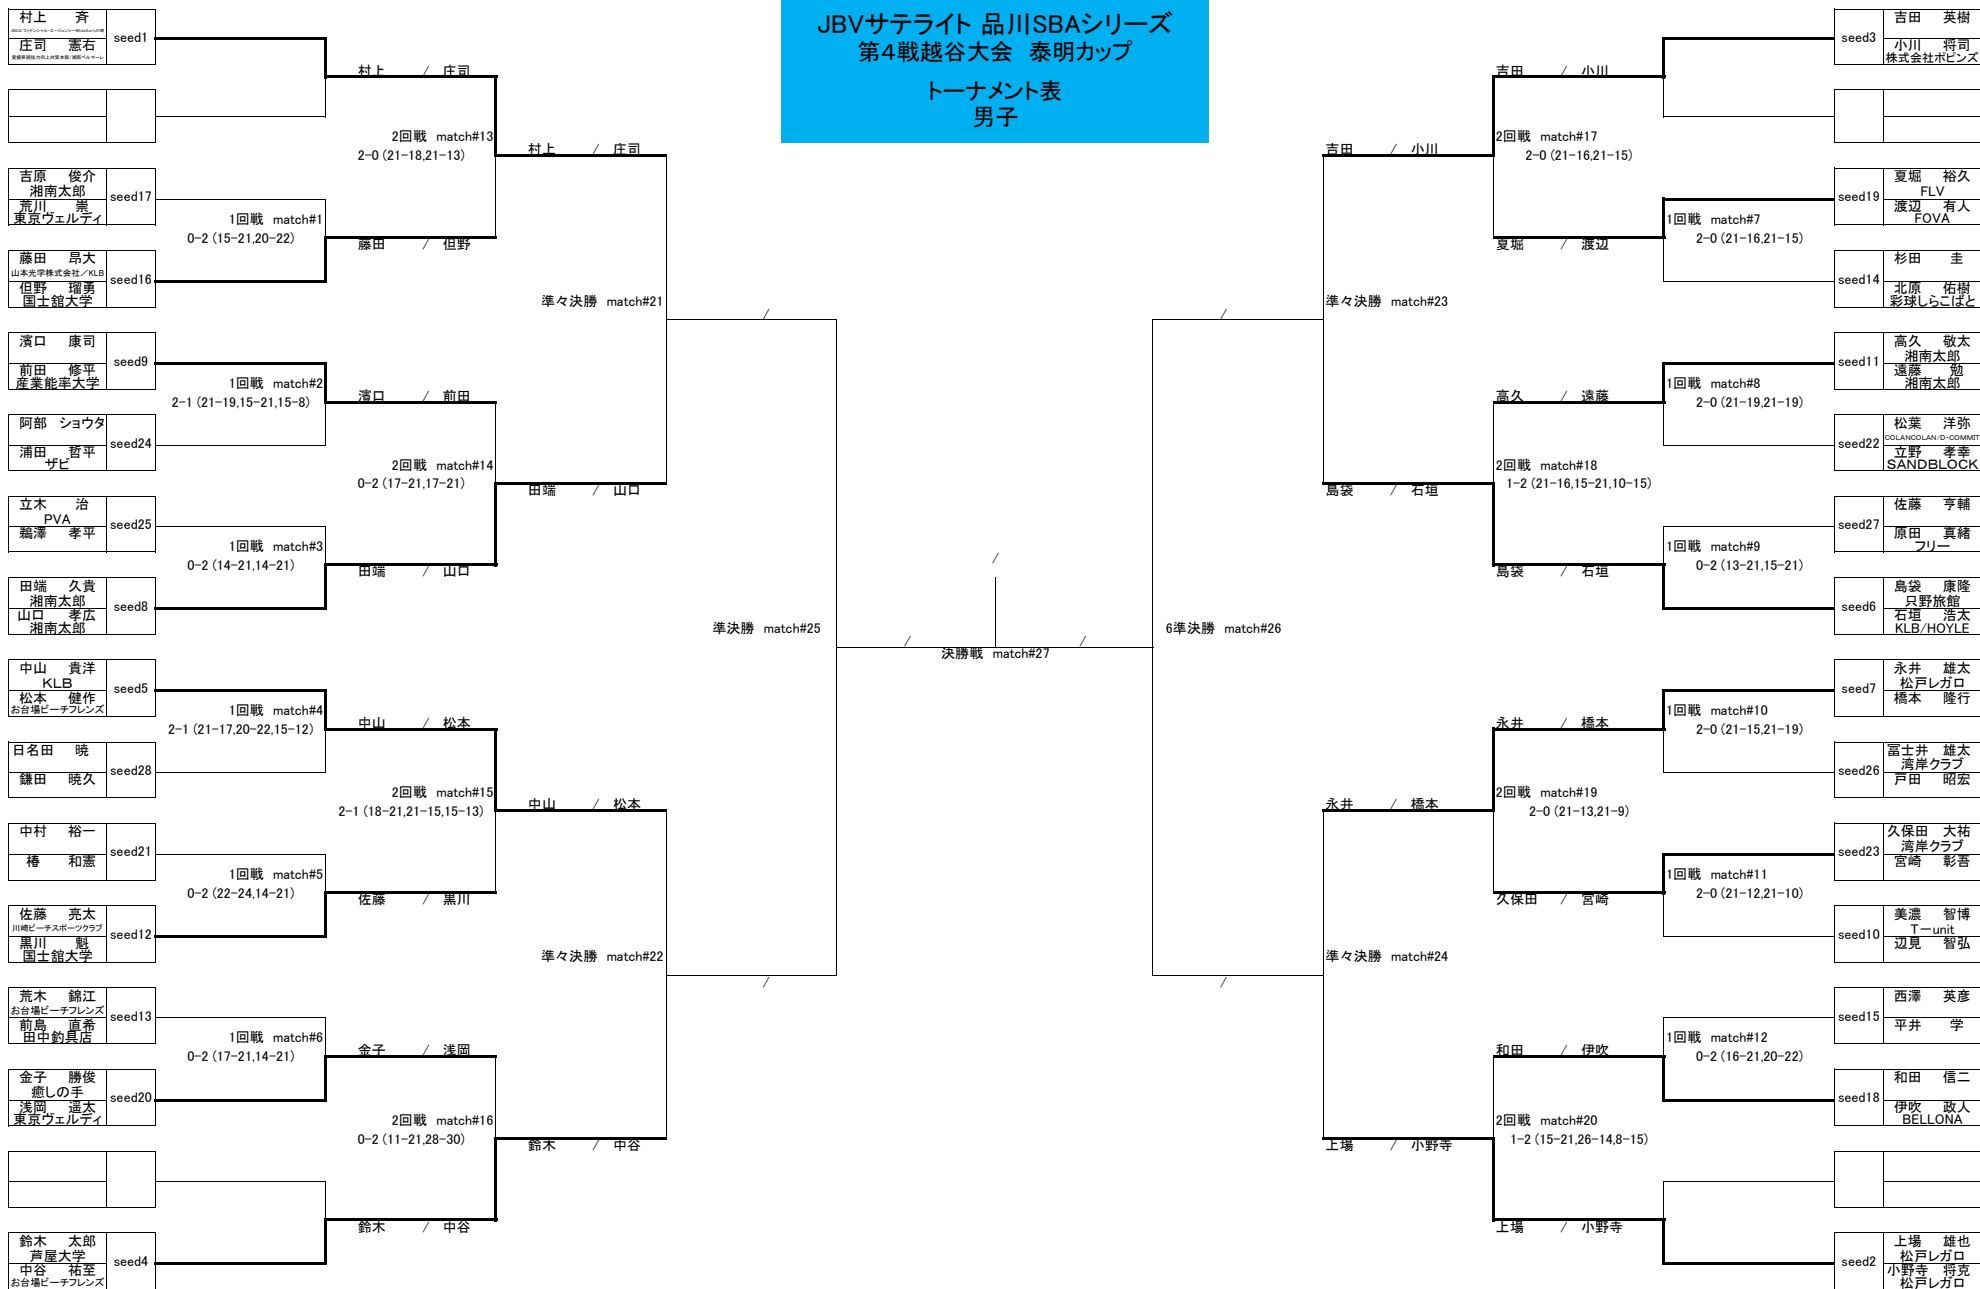 JBVサテライト 品川SBAシリーズ
第4戦越谷大会 泰明カップ
トーナメント表
男子
村上 斉
庄司 憲右
seed1
吉原 俊介
湘南太郎
荒川 崇
東京ヴェルディ
seed17
藤田 昂大
山本光学株式会社/KLB
但野 瑠勇
国士舘大学
seed16
濱口 康司
前田 修平
産業能率大学
seed9
阿部 ショウタ
浦田 哲平
ザビ
seed24
立木 治
PVA
鵜澤 孝平
seed25
田端 久貴
湘南太郎
山口 孝広
湘南太郎
seed8
中山 貴洋
KLB
松本 健作
お台場ビーチフレンズ
seed5
日名田 暁
鎌田 暁久
seed28
中村 裕一
椿 和憲
seed21
佐藤 亮太
川崎ビーチスポーツクラブ
黒川 魁
国士舘大学
seed12
荒木 錦江
お台場ビーチフレンズ
前島 直希
田中釣具店
seed13
金子 勝俊
癒しの手
浅岡 遥太
東京ヴェルディ
seed20
鈴木 太郎
芦屋大学
中谷 祐至
お台場ビーチフレンズ
seed4
1回戦 match#1
0-2 (15-21,20-22)
1回戦 match#2
2-1 (21-19,15-21,15-8)
1回戦 match#3
0-2 (14-21,14-21)
1回戦 match#4
2-1 (21-17,20-22,15-12)
1回戦 match#5
0-2 (22-24,14-21)
1回戦 match#6
0-2 (17-21,14-21)
村上 / 庄司
2回戦 match#13
2-0 (21-18,21-13)
藤田 / 但野
濱口 / 前田
2回戦 match#14
0-2 (17-21,17-21)
田端 / 山口
中山 / 松本
2回戦 match#15
2-1 (18-21,21-15,15-13)
佐藤 / 黒川
金子 / 浅岡
2回戦 match#16
0-2 (11-21,28-30)
鈴木 / 中谷
村上 / 庄司
準々決勝 match#21
田端 / 山口
中山 / 松本
準々決勝 match#22
鈴木 / 中谷
/
準決勝 match#25
/
/
/
決勝戦 match#27
/
/
6準決勝 match#26
/
吉田 / 小川
準々決勝 match#23
島袋 / 石垣
永井 / 橋本
準々決勝 match#24
上場 / 小野寺
吉田 / 小川
2回戦 match#17
2-0 (21-16,21-15)
夏堀 / 渡辺
高久 / 遠藤
2回戦 match#18
1-2 (21-16,15-21,10-15)
島袋 / 石垣
永井 / 橋本
2回戦 match#19
2-0 (21-13,21-9)
久保田 / 宮崎
和田 / 伊吹
2回戦 match#20
1-2 (15-21,26-14,8-15)
上場 / 小野寺
1回戦 match#7
2-0 (21-16,21-15)
1回戦 match#8
2-0 (21-19,21-19)
1回戦 match#9
0-2 (13-21,15-21)
1回戦 match#10
2-0 (21-15,21-19)
1回戦 match#11
2-0 (21-12,21-10)
1回戦 match#12
0-2 (16-21,20-22)
seed3
吉田 英樹
小川 将司
株式会社ポピンズ
seed19
夏堀 裕久
FLV
渡辺 有人
FOVA
seed14
杉田 圭
北原 佑樹
彩球しらこばと
seed11
高久 敬太
湘南太郎
遠藤 勉
湘南太郎
seed22
松葉 洋弥
COLANCOLAN/D-COMMIT
立野 孝幸
SANDBLOCK
seed27
佐藤 亨輔
原田 真緒
フリー
seed6
島袋 康隆
只野旅館
石垣 浩太
KLB/HOYLE
seed7
永井 雄太
松戸レガロ
橋本 隆行
seed26
冨士井 雄太
湾岸クラブ
戸田 昭宏
seed23
久保田 大祐
湾岸クラブ
宮崎 彰吾
seed10
美濃 智博
Tーunit
辺見 智弘
seed15
西澤 英彦
平井 学
seed18
和田 信二
伊吹 政人
BELLONA
seed2
上場 雄也
松戸レガロ
小野寺 将克
松戸レガロ